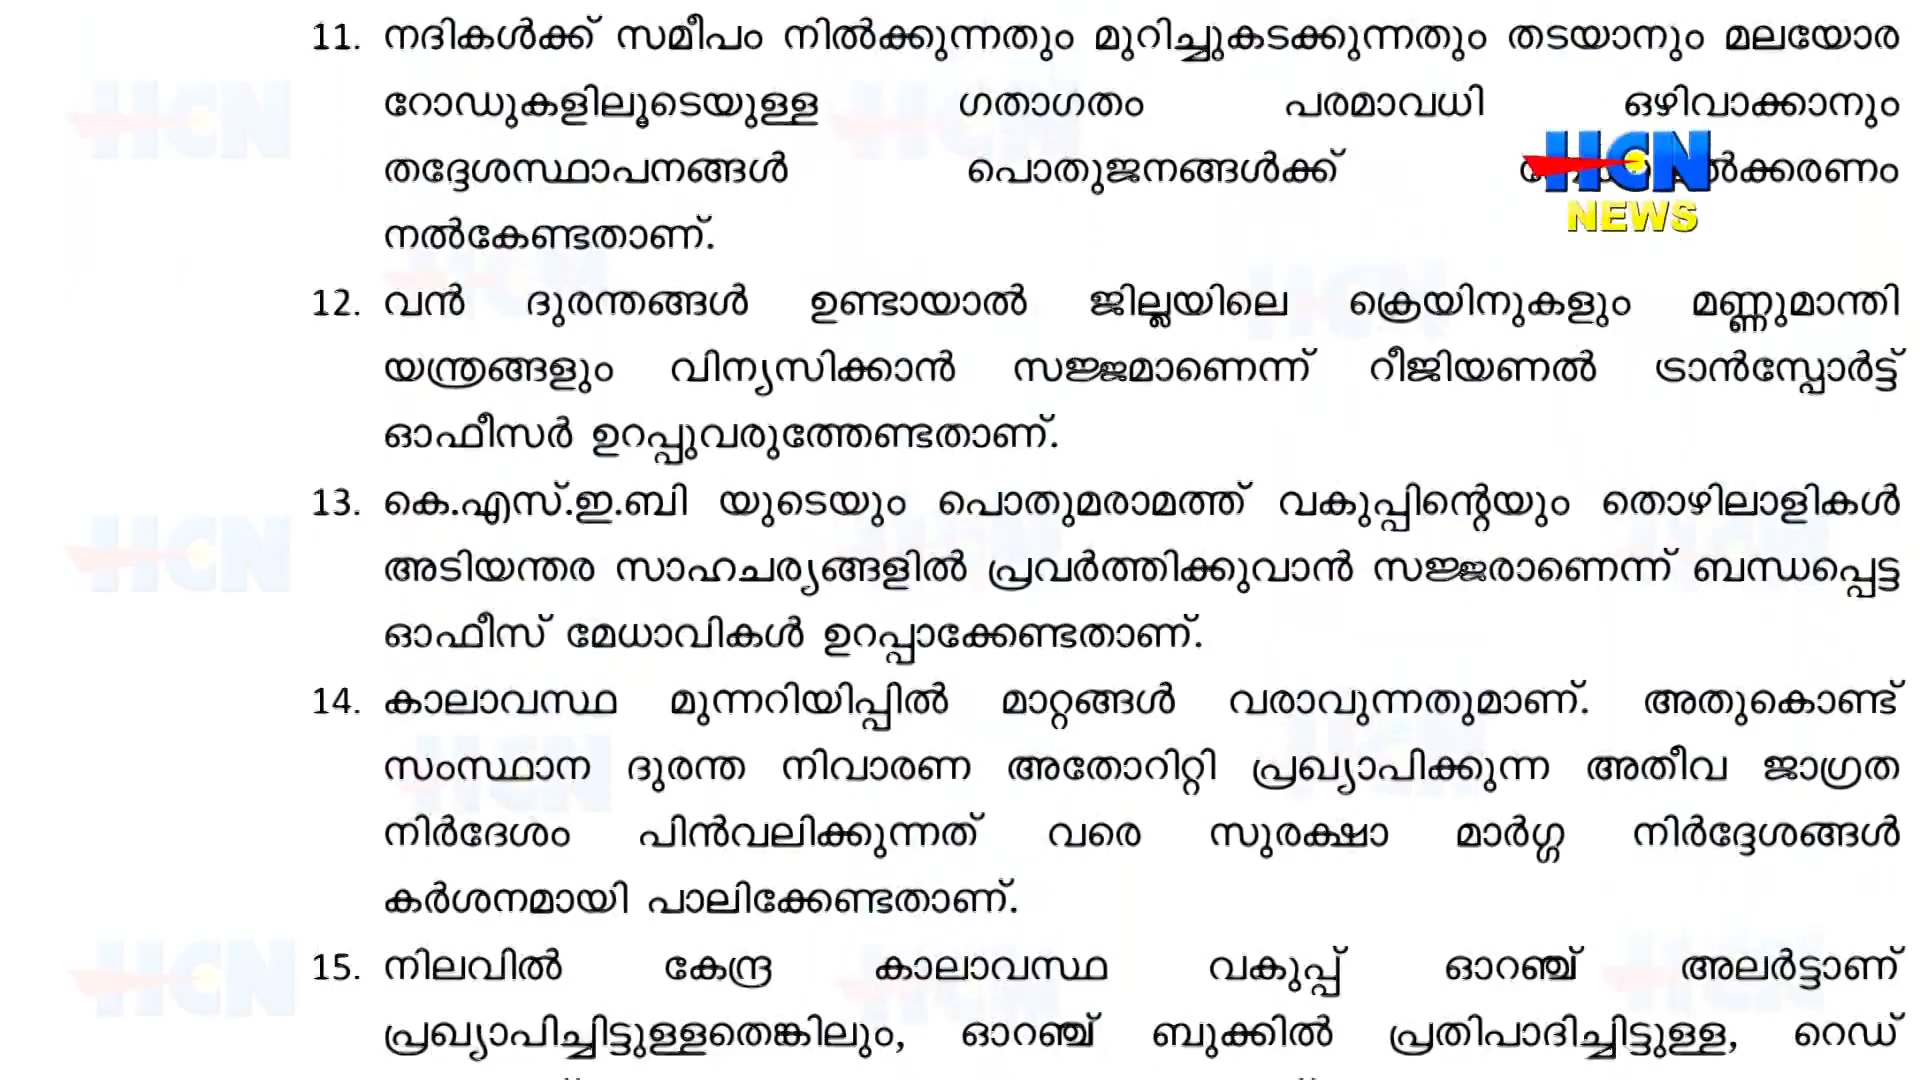 11. നദികൾക്ക് സമീപം നിൽക്കുന്നതും മുറിച്ചുകടക്കുന്നതും തടയാനും മലയോര
റോഡുകളിലൂടെയുള്ള ഗതാഗതം പരമാവധി ഒഴിവാക്കാനും
തദ്ദേശസ്ഥാപനങ്ങൾ പൊതുജനങ്ങൾക്ക്
HCN
NEWS
നൽകേണ്ടതാണ്.
12. വൻ ദുരന്തങ്ങൾ ഉണ്ടായാൽ ജില്ലയിലെ ക്രെയിനുകളും മണ്ണുമാന്തി
യന്ത്രങ്ങളും വിന്യസിക്കാൻ സജ്ജമാണെന്ന് റീജിയണൽ ട്രാൻസ്പോർട്ട്
ഓഫീസർ ഉറപ്പുവരുത്തേണ്ടതാണ്.
13. കെ.എസ്.ഇ.ബി യുടെയും പൊതുമരാമത്ത് വകുപ്പിന്റെയും തൊഴിലാളികൾ
അടിയന്തര സാഹചര്യങ്ങളിൽ പ്രവർത്തിക്കുവാൻ സജ്ജരാണെന്ന് ബന്ധപ്പെട്ട
ഓഫീസ് മേധാവികൾ ഉറപ്പാക്കേണ്ടതാണ്.
14. കാലാവസ്ഥ മുന്നറിയിപ്പിൽ മാറ്റങ്ങൾ വരാവുന്നതുമാണ്. അതുകൊണ്ട്
സംസ്ഥാന ദുരന്ത നിവാരണ അതോറിറ്റി പ്രഖ്യാപിക്കുന്ന അതീവ ജാഗ്രത
നിർദേശം പിൻവലിക്കുന്നത് വരെ സുരക്ഷാ മാർഗ്ഗ നിർദ്ദേശങ്ങൾ
കർശനമായി പാലിക്കേണ്ടതാണ്.
15. നിലവിൽ കേന്ദ്ര കാലാവസ്ഥ വകുപ്പ് ഓറഞ്ച് അലർട്ടാണ്
പ്രഖ്യാപിച്ചിട്ടുള്ളതെങ്കിലും, ഓറഞ്ച് ബുക്കിൽ പ്രതിപാദിച്ചിട്ടുള്ള, റെഡ്